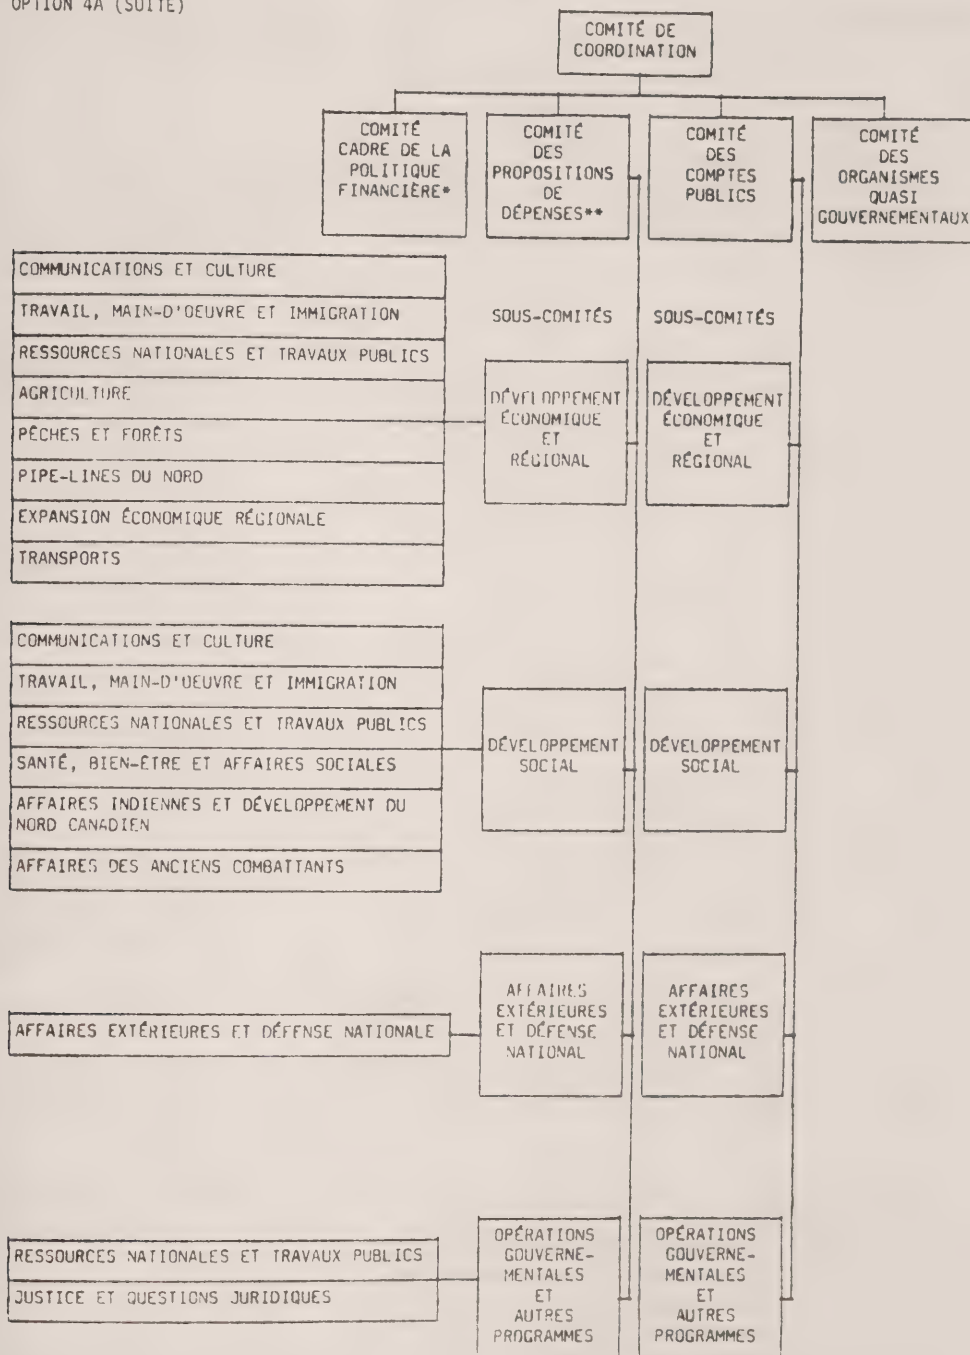 OPTION 4A (SUITE)
COMITÉ DE
COORDINATION
COMITÉ
CADRE DE LA
POLITIQUE
FINANCIÈRE*
COMITÉ
DES
PROPOSITIONS
DE
DÉPENSES**
COMITÉ
DES
COMPTES
PUBLICS
COMITÉ
DES
ORGANISMES
QUASI
GOUVERNEMENTAUX
COMMUNICATIONS ET CULTURE
TRAVAIL, MAIN-D'OEUVRE ET IMMIGRATION
RESSOURCES NATIONALES ET TRAVAUX PUBLICS
AGRICULTURE
PÊCHES ET FORÊTS
PIPE-LINES DU NORD
EXPANSION ÉCONOMIQUE RÉGIONALE
TRANSPORTS
SOUS-COMITÉS
SOUS-COMITÉS
DÉVELOPPEMENT
ÉCONOMIQUE
ET
RÉGIONAL
DÉVELOPPEMENT
ÉCONOMIQUE
ET
RÉGIONAL
COMMUNICATIONS ET CULTURE
TRAVAIL, MAIN-D'OEUVRE ET IMMIGRATION
RESSOURCES NATIONALES ET TRAVAUX PUBLICS
SANTÉ, BIEN-ÊTRE ET AFFAIRES SOCIALES
AFFAIRES INDIENNES ET DÉVELOPPEMENT DU
NORD CANADIEN
AFFAIRES DES ANCIENS COMBATTANTS
DÉVELOPPEMENT
SOCIAL
DÉVELOPPEMENT
SOCIAL
AFFAIRES EXTÉRIEURES ET DÉFENSE NATIONALE
AFFAIRES
EXTÉRIEURES
ET DÉFENSE
NATIONAL
AFFAIRES
EXTÉRIEURES
ET DÉFENSE
NATIONAL
RESSOURCES NATIONALES ET TRAVAUX PUBLICS
JUSTICE ET QUESTIONS JURIDIQUES
OPÉRATIONS
GOUVERNE-
MENTALES
ET
AUTRES
PROGRAMMES
OPÉRATIONS
GOUVERNE-
MENTALES
ET
AUTRES
PROGRAMMES